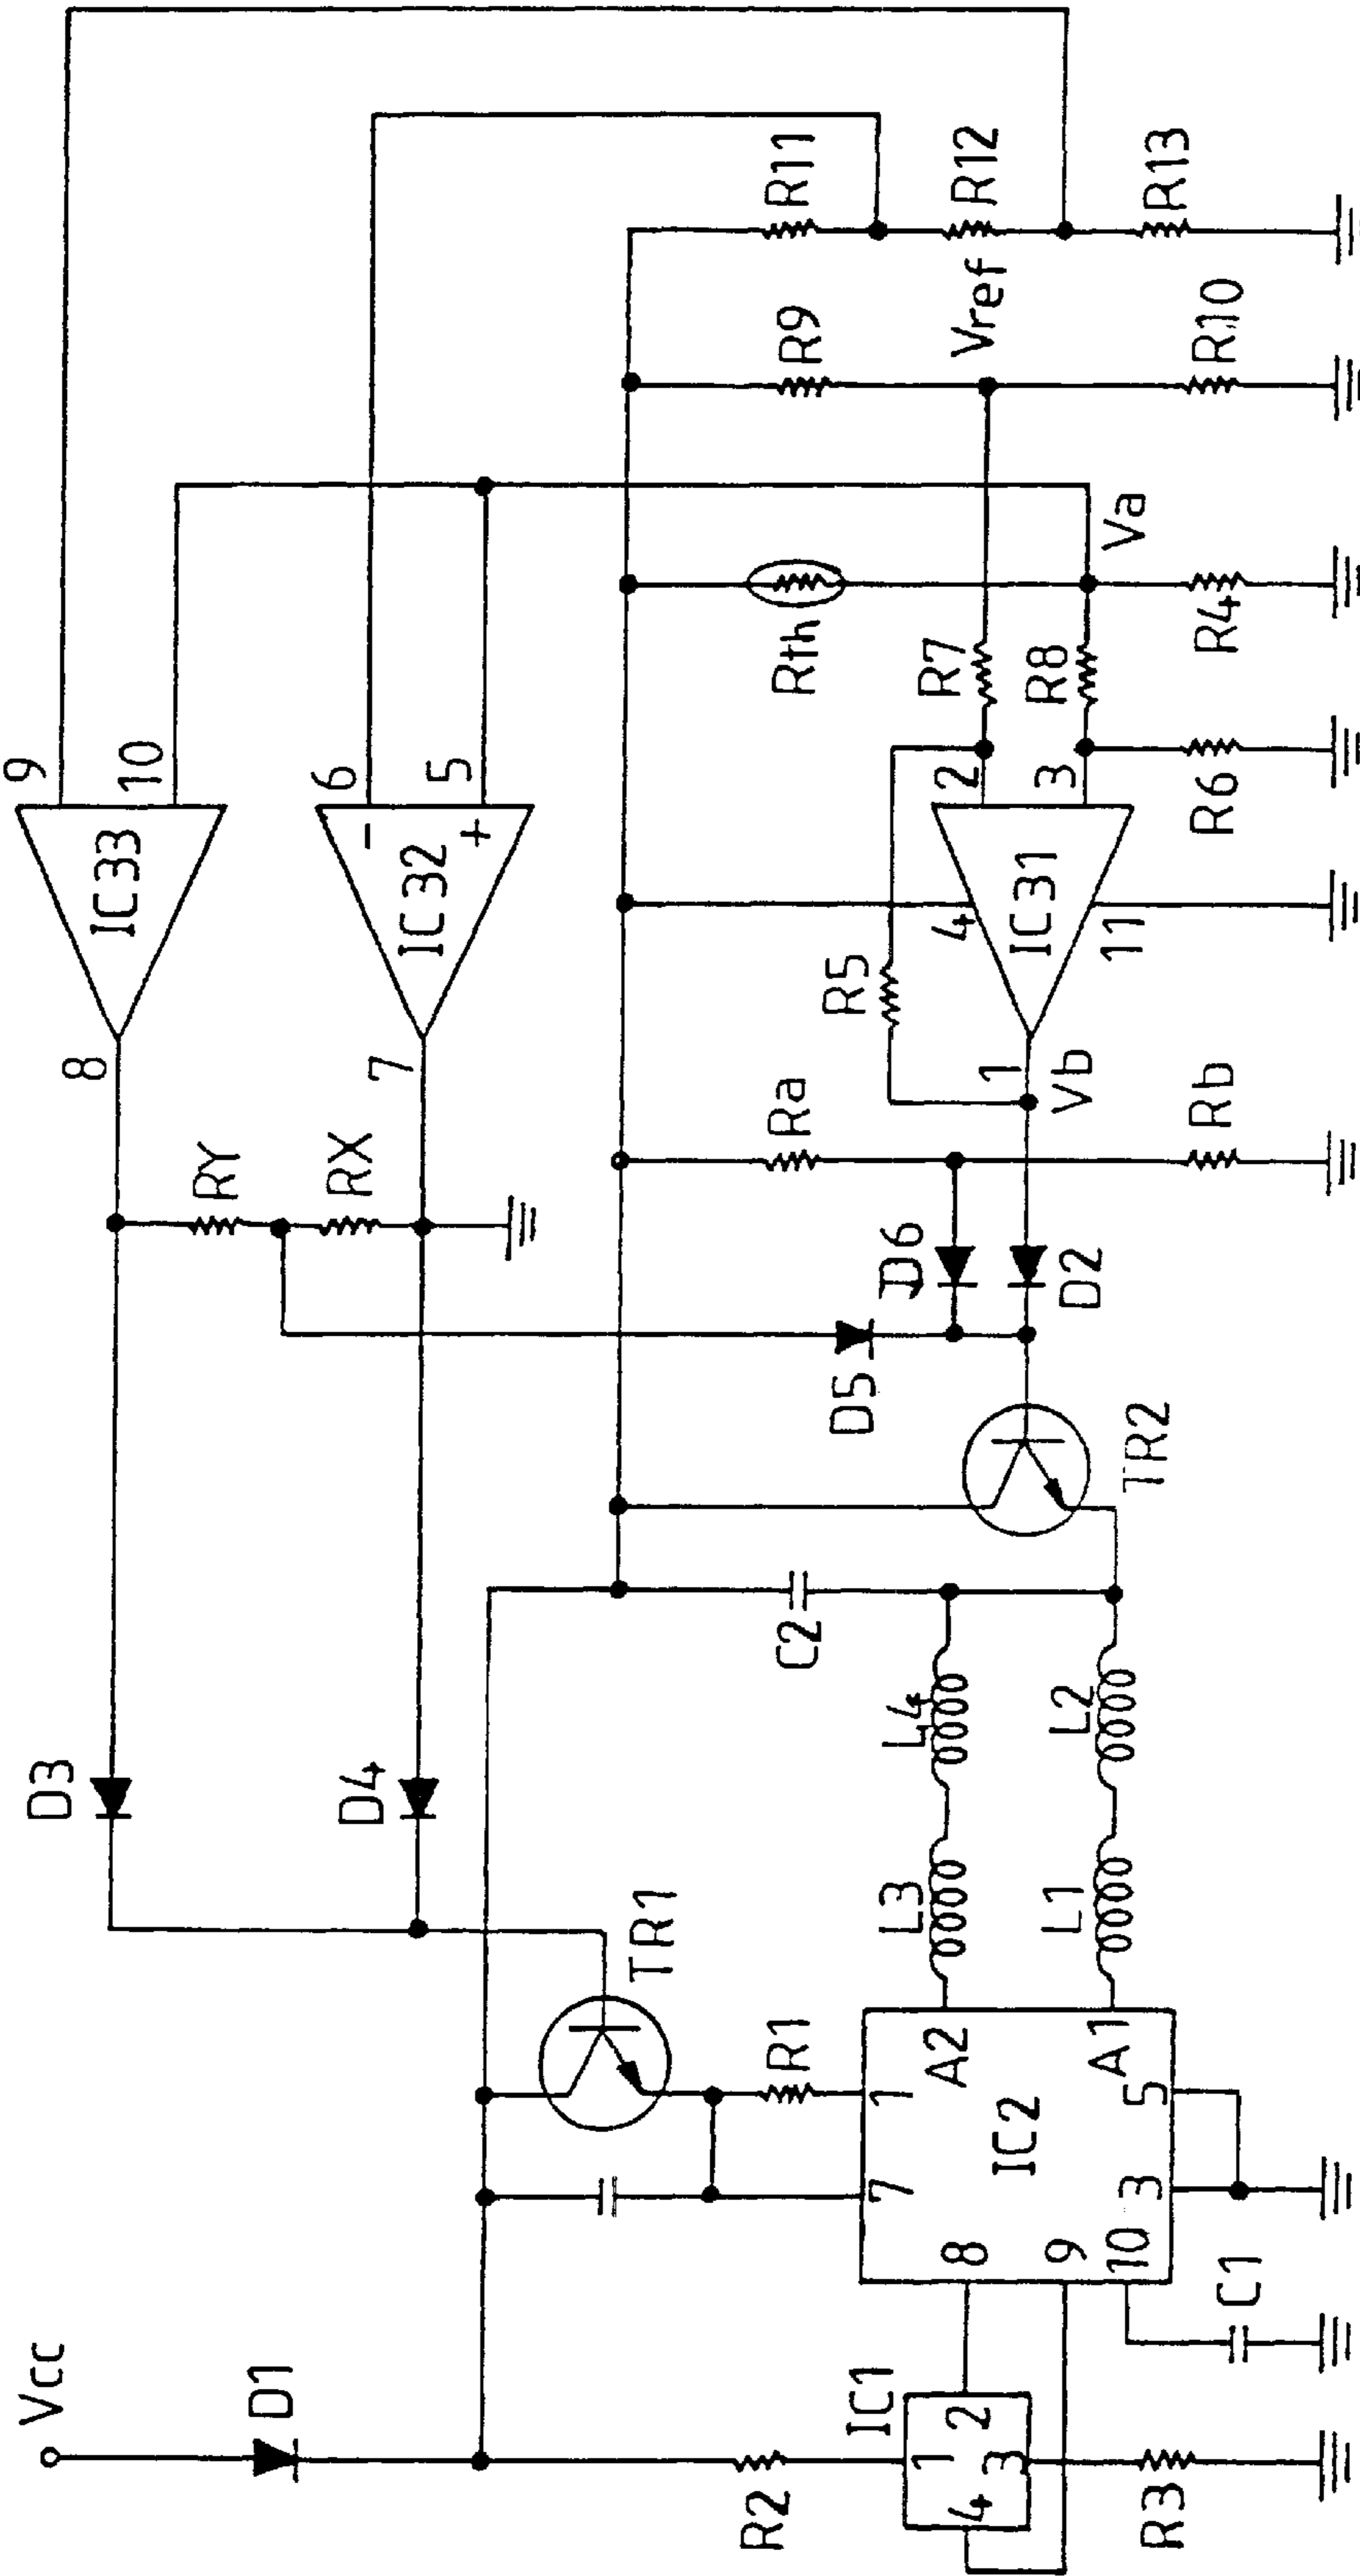 Vcc
D1
R2
IC1
1
2
3
4
R3
C1
8
9
10
7
1
IC2
A2
A1
3
5
R1
TR1
D3
D4
L3
L4
L1
L2
C2
TR2
D5
D6
D2
RY
RX
Ra
Rb
Vb
R5
8
IC33
9
10
7
IC32
-
+
6
5
1
IC31
4
11
2
3
R6
R7
R8
Rth
R4
Va
R9
Vref
R10
R11
R12
R13